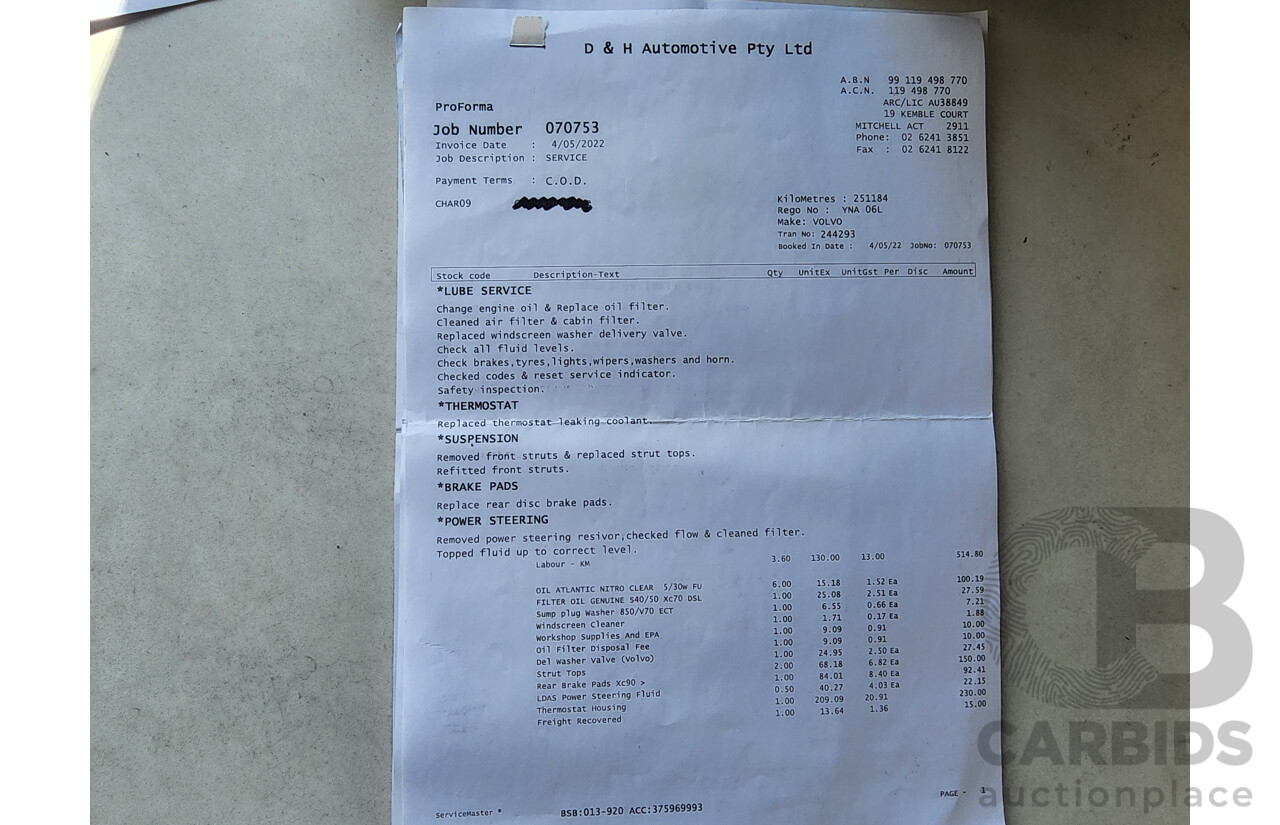 D & H Automotive Pty Ltd
A.B.N 99 119 498 770
A.C.N. 119 498 770
ARC/LIC AU38849
19 KEMBLE COURT
MITCHELL ACT 2911
Phone: 02 6241 3851
Fax : 02 6241 8122
ProForma
Job Number 070753
Invoice Date : 4/05/2022
Job Description : SERVICE
Payment Terms : C.O.D.
CHAR09
KiloMetres : 251184
Rego No : YNA 06L
Make: VOLVO
Tran No: 244293
Booked In Date : 4/05/22 JobNo: 070753
Stock code Description-Text Qty UnitEx UnitGst Per Disc Amount
*LUBE SERVICE
Change engine oil & Replace oil filter.
Cleaned air filter & cabin filter.
Replaced windscreen washer delivery valve.
Check all fluid levels.
Check brakes,tyres,lights,wipers,washers and horn.
Checked codes & reset service indicator.
Safety inspection.
*THERMOSTAT
Replaced thermostat leaking coolant.
*SUSPENSION
Removed front struts & replaced strut tops.
Refitted front struts.
*BRAKE PADS
Replace rear disc brake pads.
*POWER STEERING
Removed power steering resivor,checked flow & cleaned filter.
Topped fluid up to correct level.
Labour - KM 3.60 130.00 13.00 514.80
OIL ATLANTIC NITRO CLEAR 5/30w FU 6.00 15.18 1.52 Ea 100.19
FILTER OIL GENUINE S40/50 Xc70 DSL 1.00 25.08 2.51 Ea 27.59
Sump plug Washer 850/V70 ECT 1.00 6.55 0.66 Ea 7.21
Windscreen Cleaner 1.00 1.71 0.17 Ea 1.88
Workshop Supplies And EPA 1.00 9.09 0.91 10.00
Oil Filter Disposal Fee 1.00 9.09 0.91 10.00
Del Washer Valve (Volvo) 1.00 24.95 2.50 Ea 27.45
Strut Tops 2.00 68.18 6.82 Ea 150.00
Rear Brake Pads Xc90 > 1.00 84.01 8.40 Ea 92.41
LDAS Power Steering Fluid 0.50 40.27 4.03 Ea 22.15
Thermostat Housing 1.00 209.09 20.91 230.00
Freight Recovered 1.00 13.64 1.36 15.00
PAGE - 1
ServiceMaster * BSB:013-920 ACC:375969993
CB
CARBIDS
auctionplace